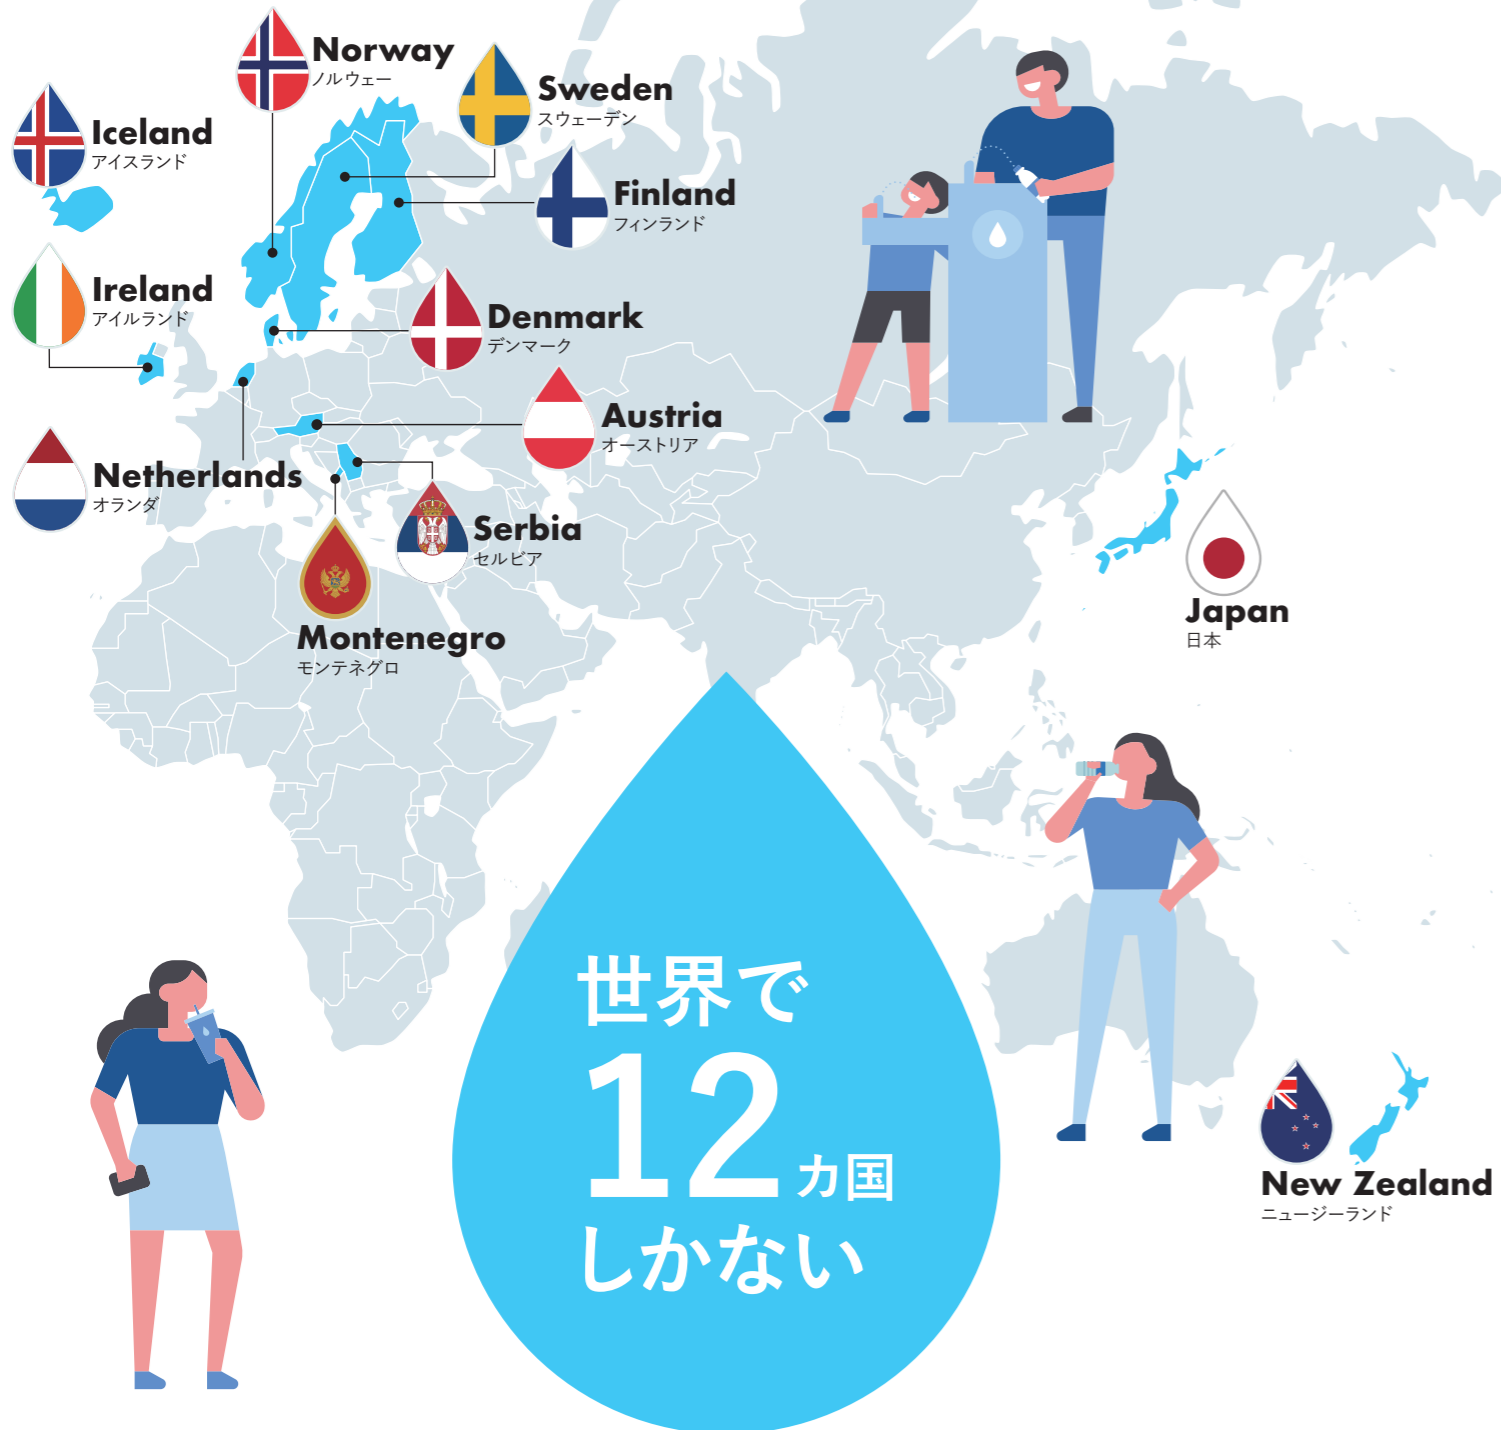 Norway
ノルウェー
Sweden
スウェーデン
Iceland
アイスランド
Finland
フィンランド
Ireland
アイルランド
Denmark
デンマーク
Austria
オーストリア
Netherlands
オランダ
Serbia
セルビア
Montenegro
モンテネグロ
Japan
日本
世界で
12カ国
しかない
New Zealand
ニュージーランド